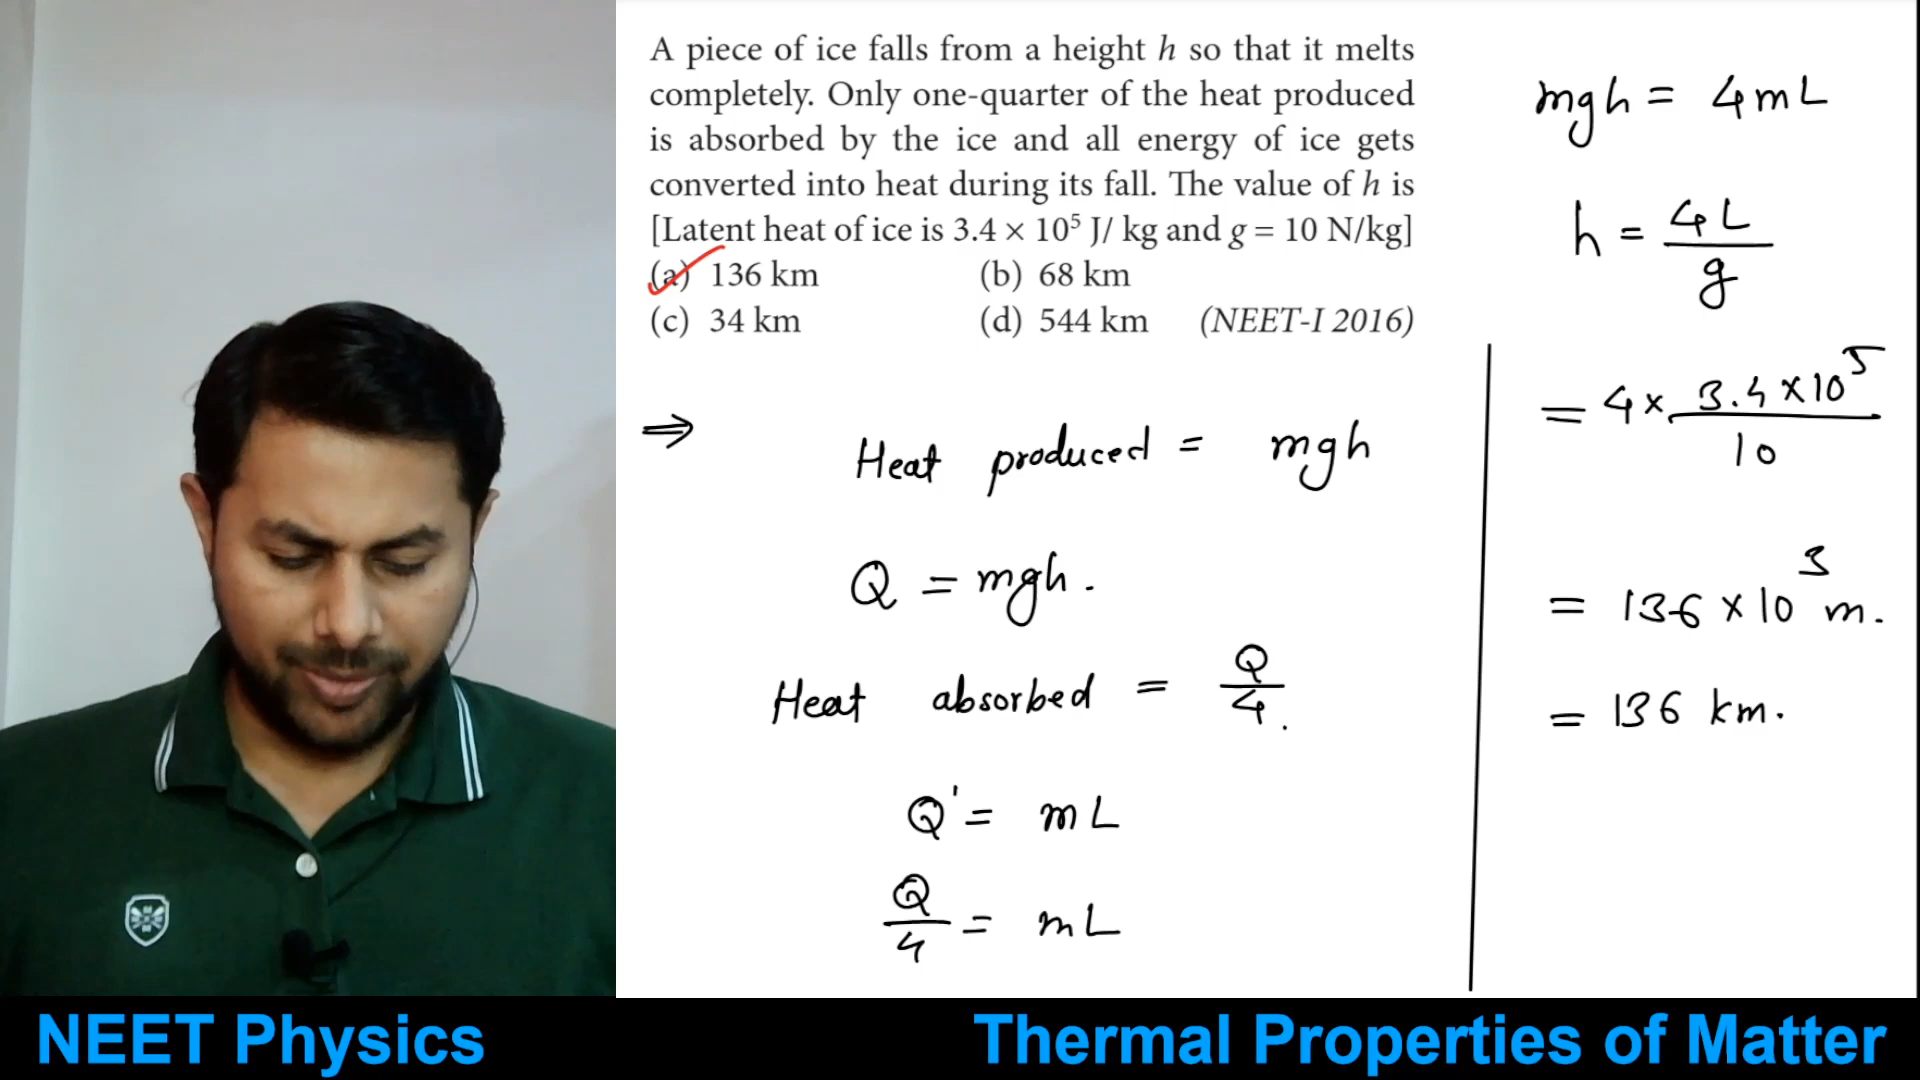 A piece of ice falls from a height h so that it melts
completely. Only one-quarter of the heat produced
is absorbed by the ice and all energy of ice gets
converted into heat during its fall. The value of h is
[Latent heat of ice is 3.4 × 10⁵ J/ kg and g = 10 N/kg]
(a) 136 km (b) 68 km
(c) 34 km (d) 544 km (NEET-I 2016)
⇒ Heat produced = mgh
Q = mgh.
Heat absorbed = Q/4.
Q' = mL
Q/4 = mL
mgh = 4mL
h = 4L/g
= 4 × 3.4 × 10⁵/10
= 136 × 10³ m.
= 136 km.
NEET Physics
Thermal Properties of Matter